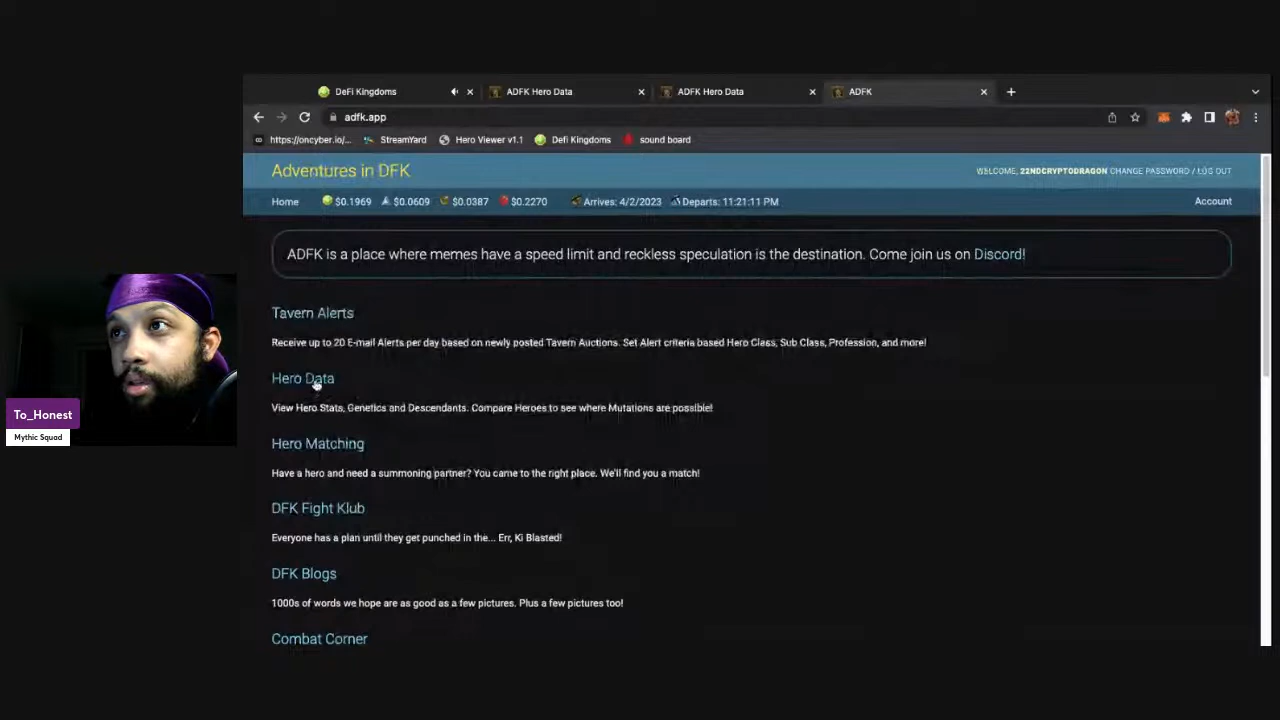 DeFi Kingdoms
ADFK Hero Data
ADFK Hero Data
ADFK
adfk.app
https://oncyber.io/...
StreamYard
Hero Viewer v1.1
Defi Kingdoms
sound board
Adventures in DFK
WELCOME, 22NDCRYPTODRAGON CHANGE PASSWORD / LOG OUT
Home $0.1969 $0.0609 $0.0387 $0.2270 Arrives: 4/2/2023 Departs: 11:21:11 PM Account
ADFK is a place where memes have a speed limit and reckless speculation is the destination. Come join us on Discord!
Tavern Alerts
Receive up to 20 E-mail Alerts per day based on newly posted Tavern Auctions. Set Alert criteria based Hero Class, Sub Class, Profession, and more!
Hero Data
View Hero Stats, Genetics and Descendants. Compare Heroes to see where Mutations are possible!
To_Honest
Mythic Squad
Hero Matching
Have a hero and need a summoning partner? You came to the right place. We'll find you a match!
DFK Fight Klub
Everyone has a plan until they get punched in the... Err, Ki Blasted!
DFK Blogs
1000s of words we hope are as good as a few pictures. Plus a few pictures too!
Combat Corner